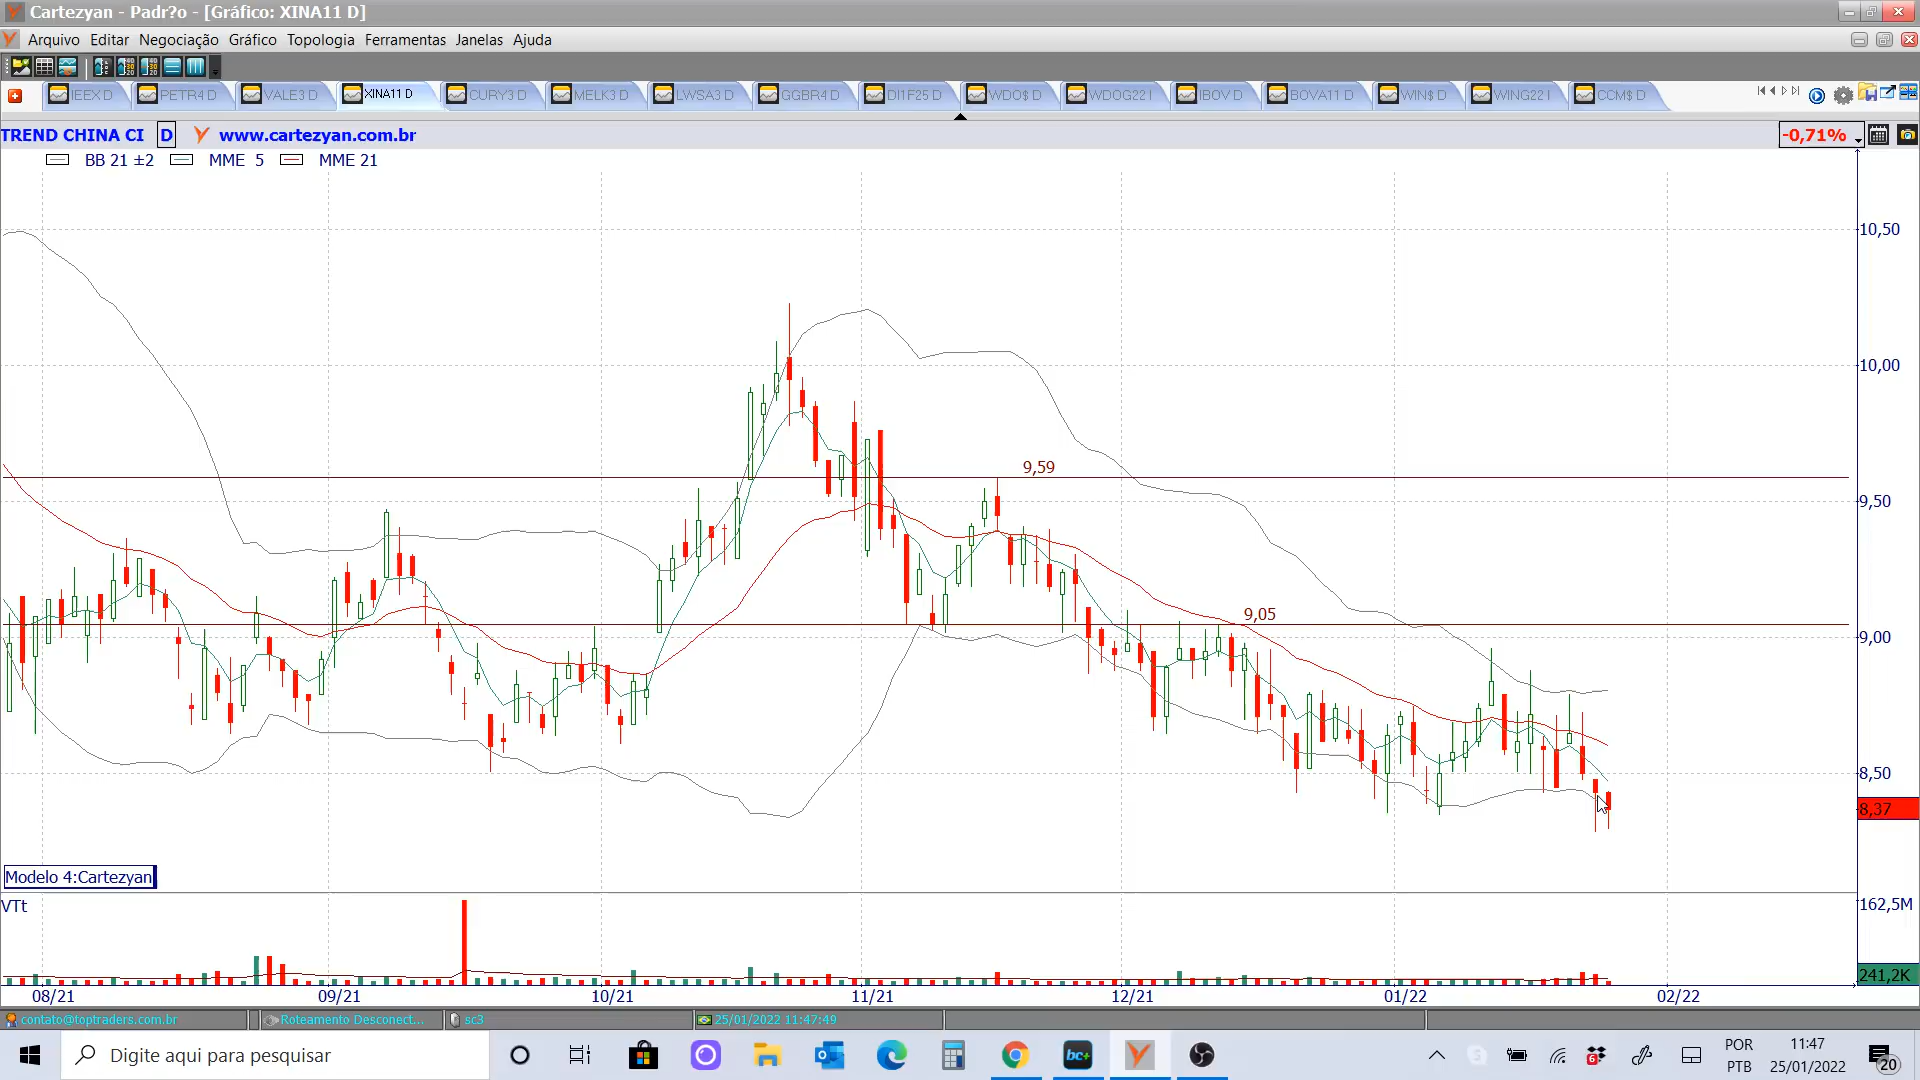 Cartezyan - Padr?o - [Gráfico: XINA11 D]
Arquivo Editar Negociação Gráfico Topologia Ferramentas Janelas Ajuda
IEEX D PETR4 D VALE3 D XINA11 D CURY3 D MELK3 D LWSA3 D GGBR4 D DI1F25 D WDO$ D WDOG22 I IBOV D BOVA11 D WIN$ D WING22 I CCM$ D
TREND CHINA CI D www.cartezyan.com.br -0,71%
BB 21 ±2 MME 5 MME 21
10,50
10,00
9,59
9,50
9,05
9,00
8,50
8,37
Modelo 4:Cartezyan
VTt
162,5M
241,2K
08/21 09/21 10/21 11/21 12/21 01/22 02/22
contato@toptraders.com.br Roteamento Desconect... sc3 25/01/2022 11:47:49
Digite aqui para pesquisar
bc+
6
POR
PTB
11:47
25/01/2022
20